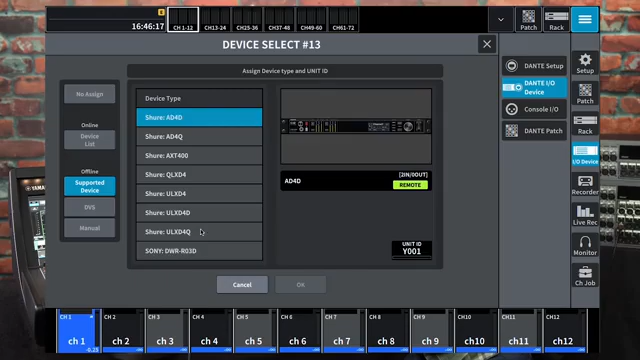 16:46:17
E
CH 1-12
CH13-24
CH25-36
CH37-48
CH49-60
CH61-72
Patch
Rack
DEVICE SELECT #13
Assign Device type and UNIT ID
No Assign
Online
Device
List
Offline
Supported
Device
DVS
Manual
Device Type
Shure: AD4D
Shure: AD4Q
Shure: AXT400
Shure: QLXD4
Shure: ULXD4
Shure: ULXD4D
Shure: ULXD4Q
SONY: DWR-R03D
AD4D
[2IN/0OUT]
REMOTE
UNIT ID
Y001
Cancel
OK
DANTE Setup
DANTE I/O
Device
Console I/O
DANTE Patch
Setup
Patch
Rack
I/O Device
Recorder
Live Rec
Monitor
Ch Job
CH 1
ch 1
-0.25
CH 2
ch 2
CH 3
ch 3
CH 4
ch 4
CH 5
ch 5
CH 6
ch 6
CH 7
ch 7
CH 8
ch 8
CH 9
ch 9
CH10
ch10
CH11
ch11
CH12
ch12